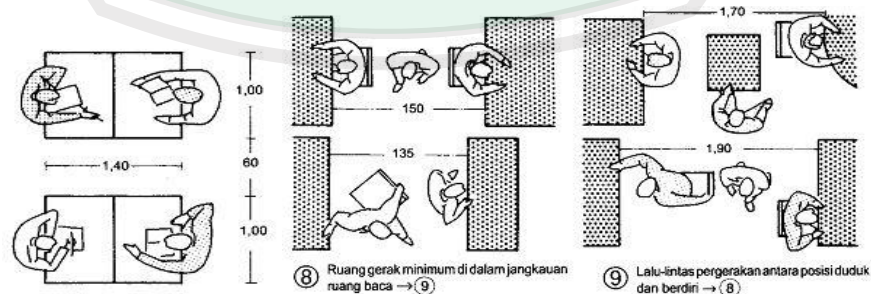 1,00
1,40
60
1,00
150
135
⑧ Ruang gerak minimum di dalam jangkauan
ruang baca →⑨
1,70
1,90
⑨ Lalu-lintas pergerakan antara posisi duduk
dan berdiri →⑧